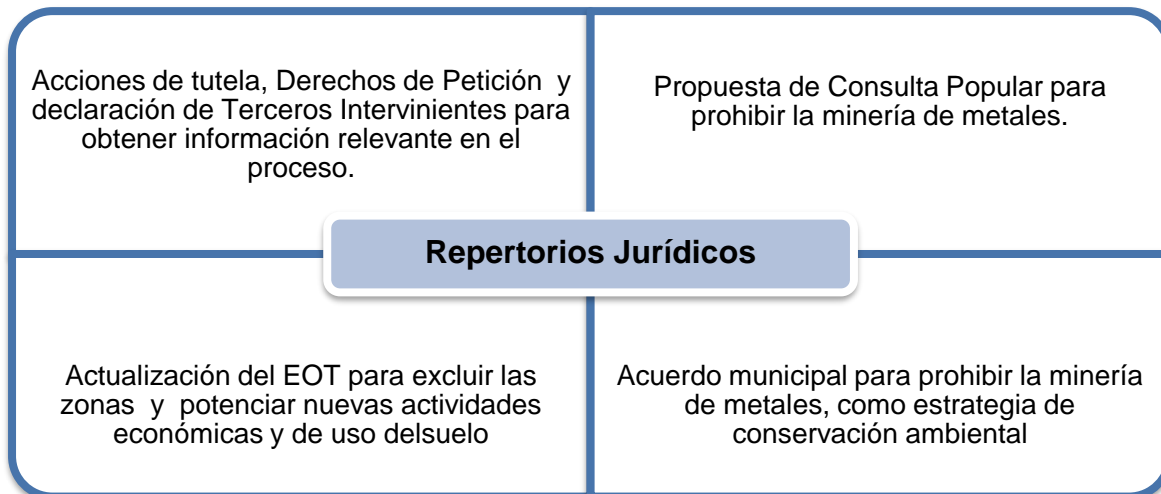 Acciones de tutela, Derechos de Petición y
declaración de Terceros Intervinientes para
obtener información relevante en el
proceso.
Propuesta de Consulta Popular para
prohibir la minería de metales.
Repertorios Jurídicos
Actualización del EOT para excluir las
zonas y potenciar nuevas actividades
económicas y de uso delsuelo
Acuerdo municipal para prohibir la minería
de metales, como estrategia de
conservación ambiental